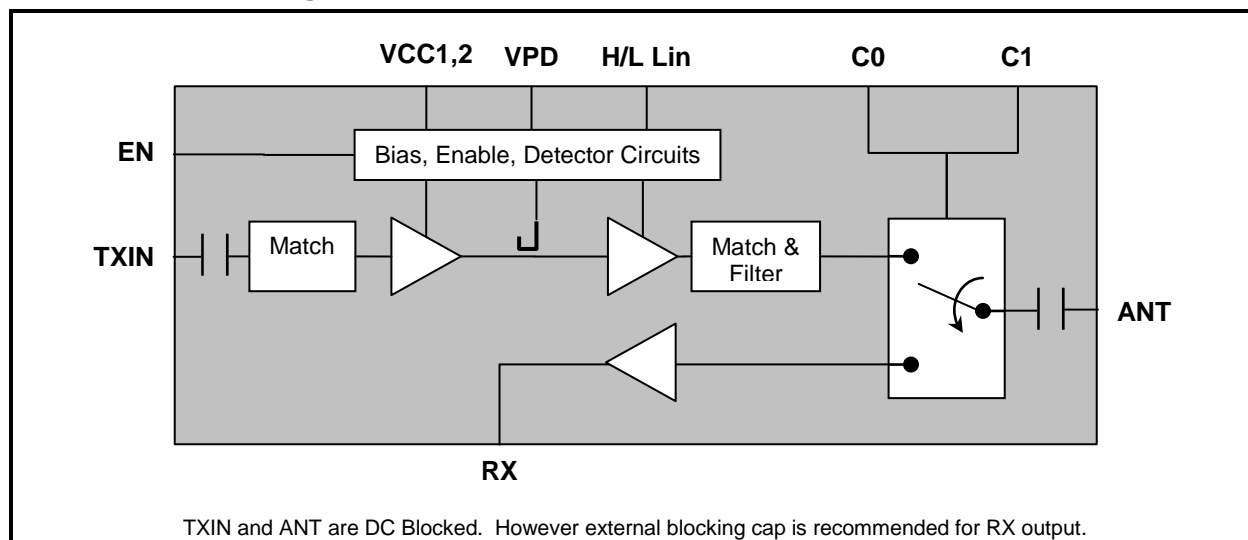 VCC1,2 VPD H/L Lin C0 C1
EN
Bias, Enable, Detector Circuits
TXIN
Match
Match &
Filter
ANT
RX
TXIN and ANT are DC Blocked. However external blocking cap is recommended for RX output.